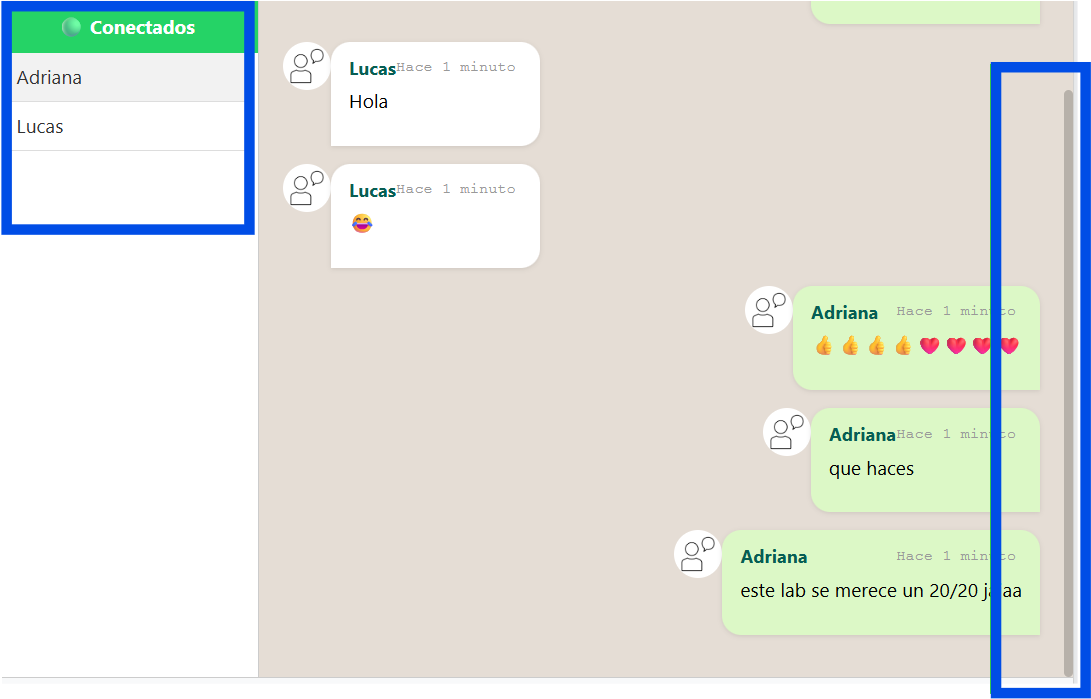 Conectados
Adriana
Lucas
Lucas Hace 1 minuto
Hola
Lucas Hace 1 minuto
😂
Adriana Hace 1 minuto
👍 👍 👍 👍 ❤️ ❤️ ❤️ ❤️
Adriana Hace 1 minuto
que haces
Adriana Hace 1 minuto
este lab se merece un 20/20